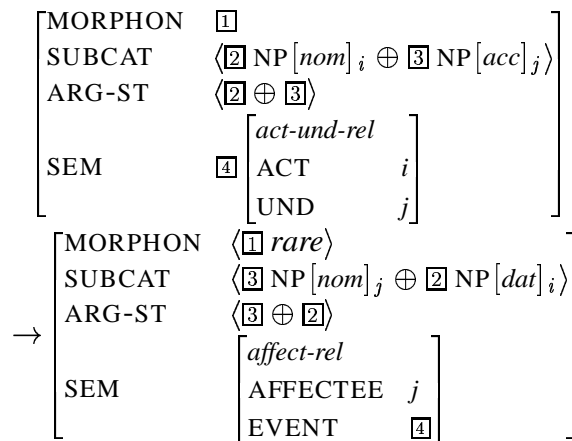 MORPHON 1
SUBCAT ⟨2 NP[nom]i ⊕ 3 NP[acc]j⟩
ARG-ST ⟨2 ⊕ 3⟩
act-und-rel
SEM 4 ACT i
UND j
→ MORPHON ⟨1 rare⟩
SUBCAT ⟨3 NP[nom]j ⊕ 2 NP[dat]i⟩
ARG-ST ⟨3 ⊕ 2⟩
affect-rel
SEM AFFECTEE j
EVENT 4